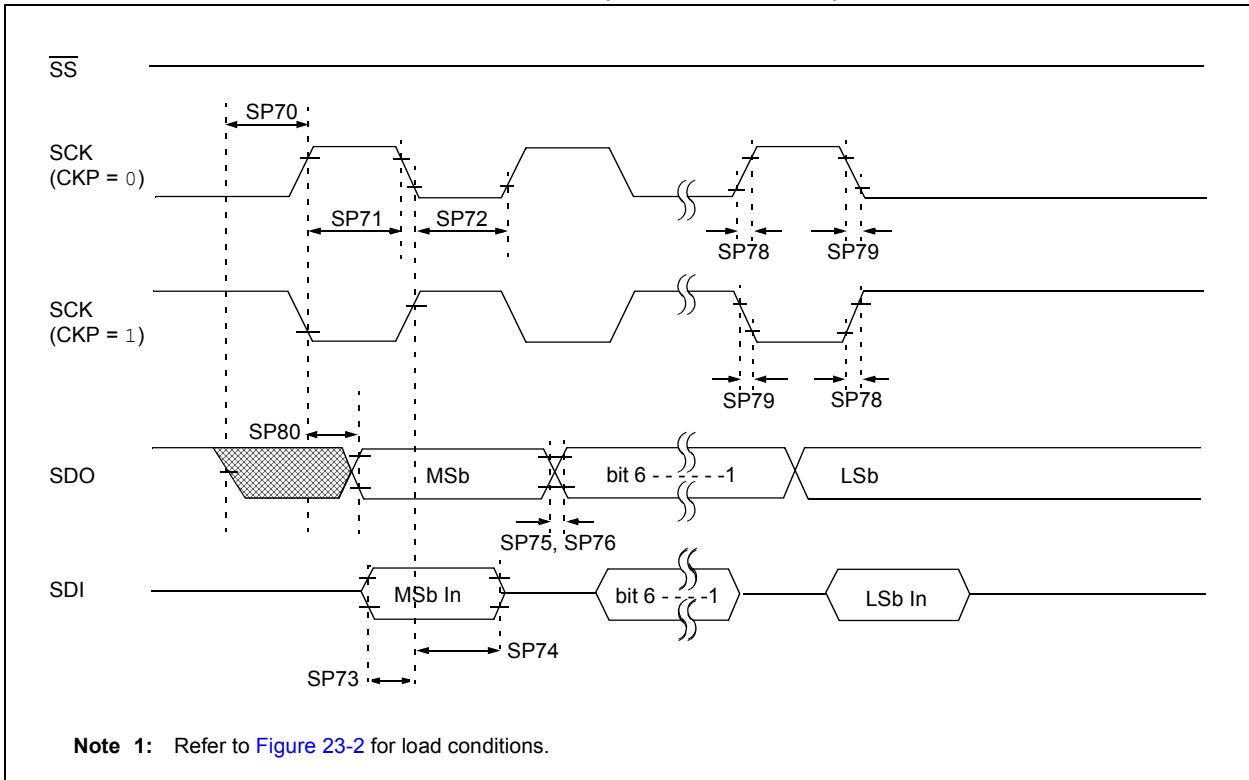 SS
SP70
SCK
(CKP = 0)
SP71
SP72
SP78
SP79
SCK
(CKP = 1)
SP79
SP78
SP80
SDO
MSb
bit 6 - - - - - -1
LSb
SP75, SP76
SDI
MSb In
bit 6 - - - - -1
LSb In
SP74
SP73
Note 1: Refer to Figure 23-2 for load conditions.